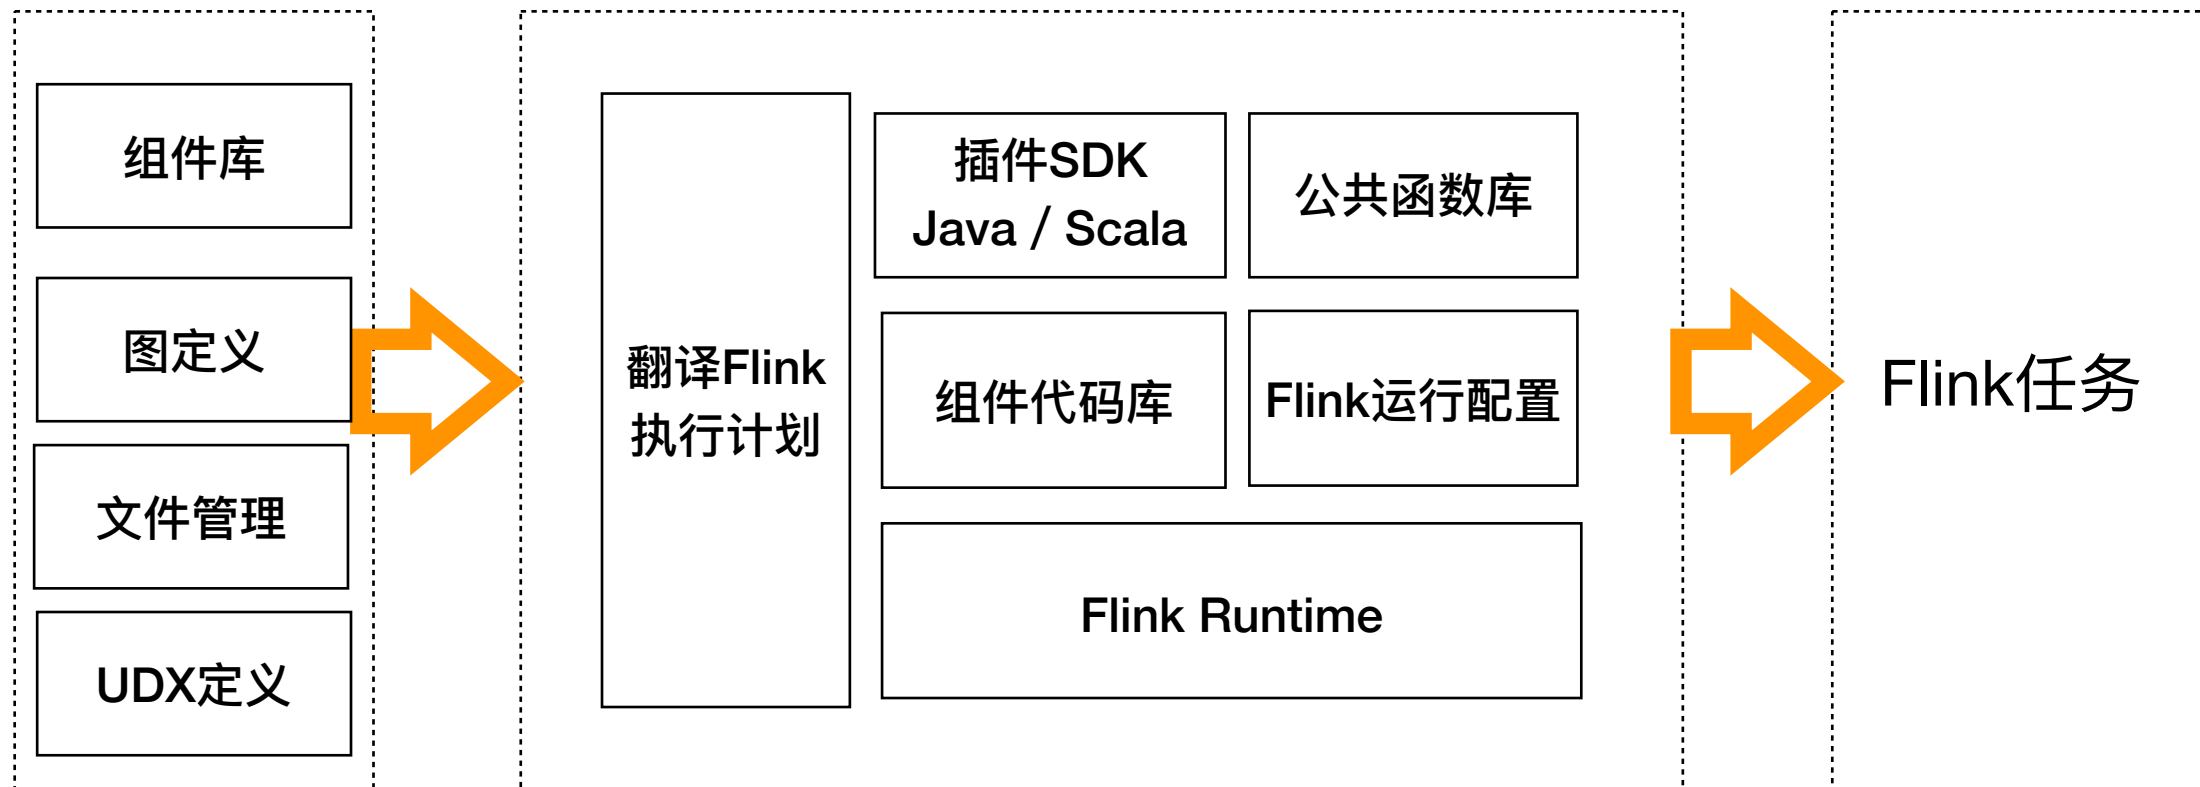 组件库
图定义
文件管理
UDX定义
翻译Flink
执行计划
插件SDK
Java / Scala
公共函数库
组件代码库
Flink运行配置
Flink Runtime
Flink任务